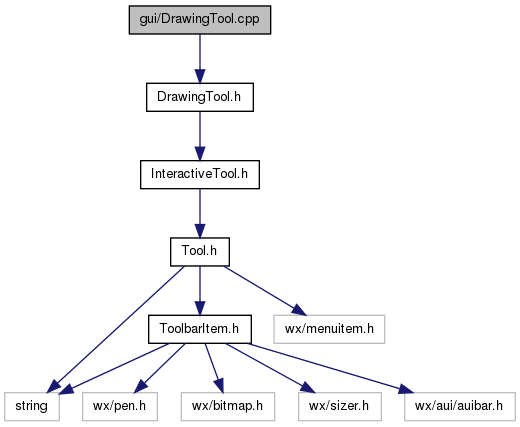 gui/DrawingTool.cpp
DrawingTool.h
InteractiveTool.h
Tool.h
ToolbarItem.h
wx/menuitem.h
string
wx/pen.h
wx/bitmap.h
wx/sizer.h
wx/aui/auibar.h